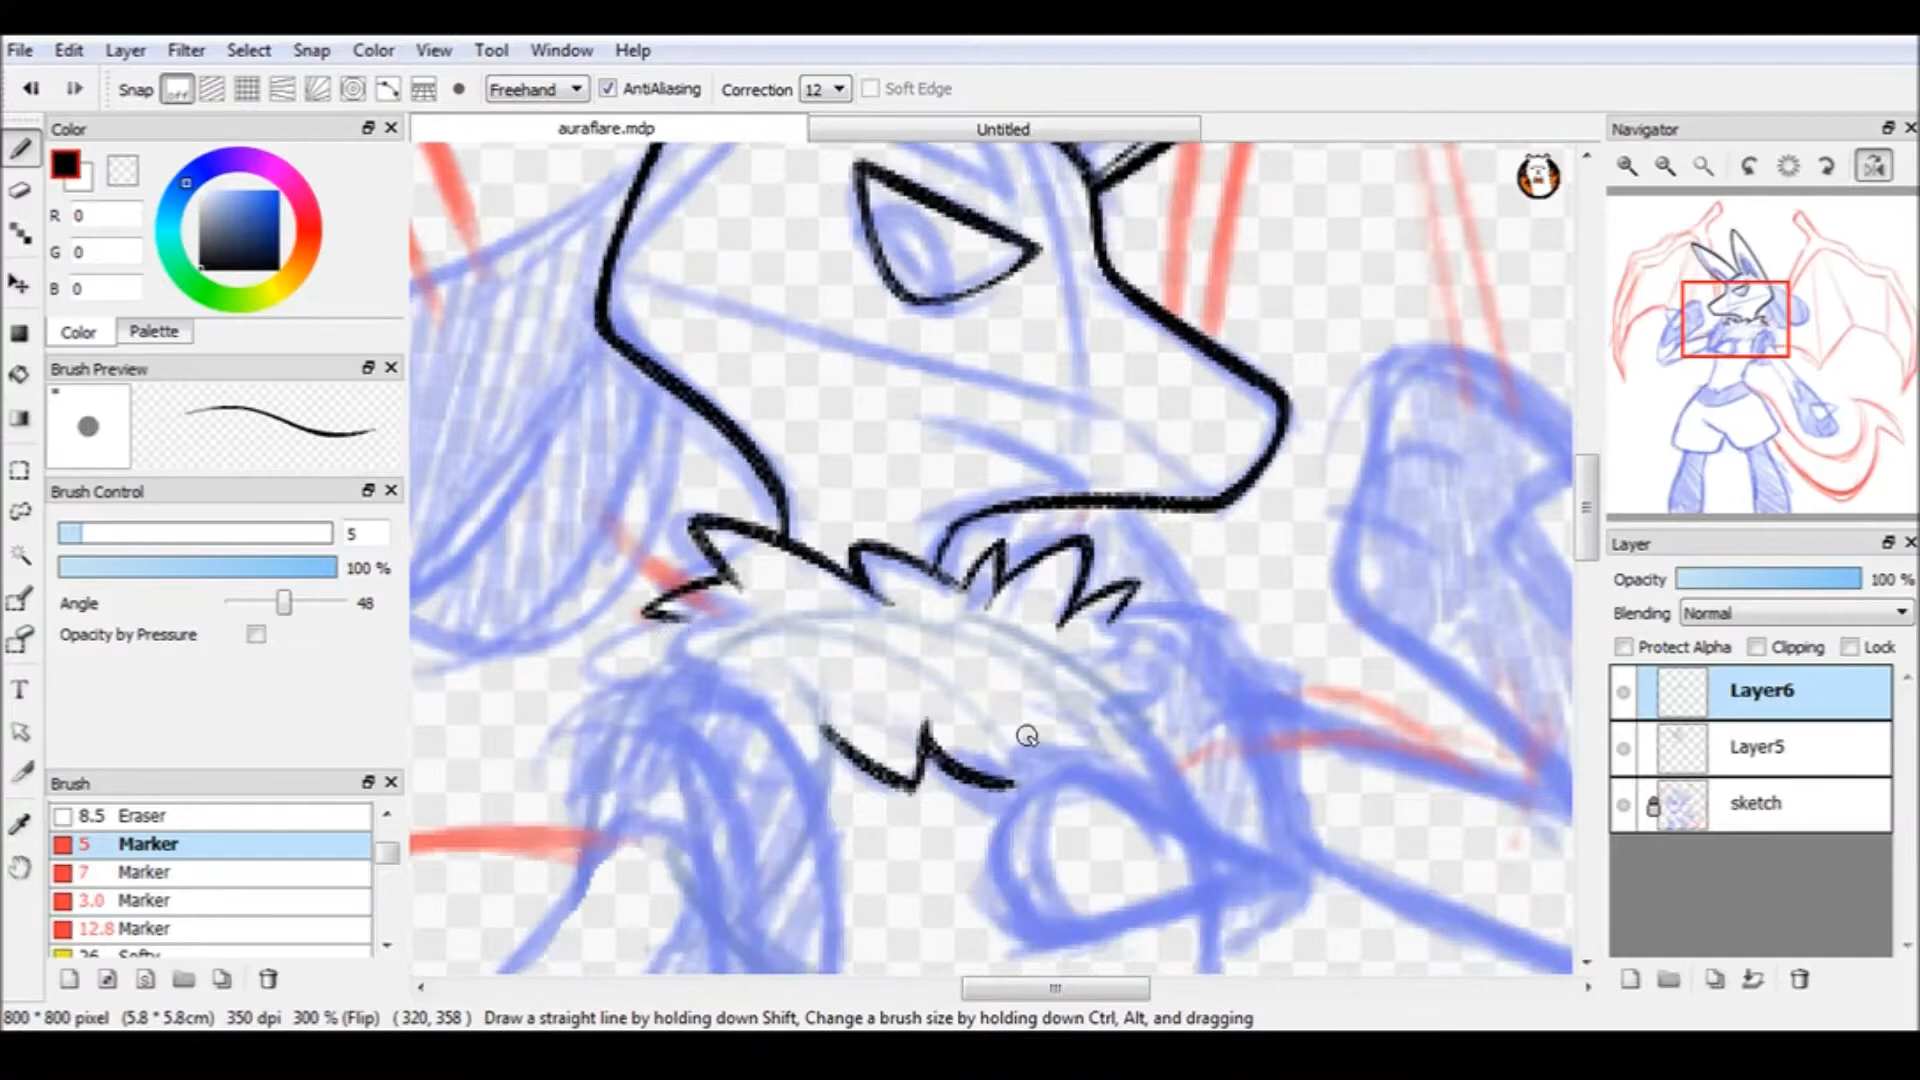 File Edit Layer Filter Select Snap Color View Tool Window Help
Snap off Freehand AntiAliasing Correction 12 Soft Edge
Color
auraflare.mdp
Untitled
Navigator
R 0
G 0
B 0
Color Palette
Brush Preview
Brush Control
5
100 %
Angle 48
Opacity by Pressure
Brush
8.5 Eraser
5 Marker
7 Marker
3.0 Marker
12.8 Marker
26 Softy
Layer
Opacity 100 %
Blending Normal
Protect Alpha Clipping Lock
Layer6
Layer5
sketch
800 * 800 pixel (5.8 * 5.8cm) 350 dpi 300 % (Flip) ( 320, 358 ) Draw a straight line by holding down Shift, Change a brush size by holding down Ctrl, Alt, and dragging